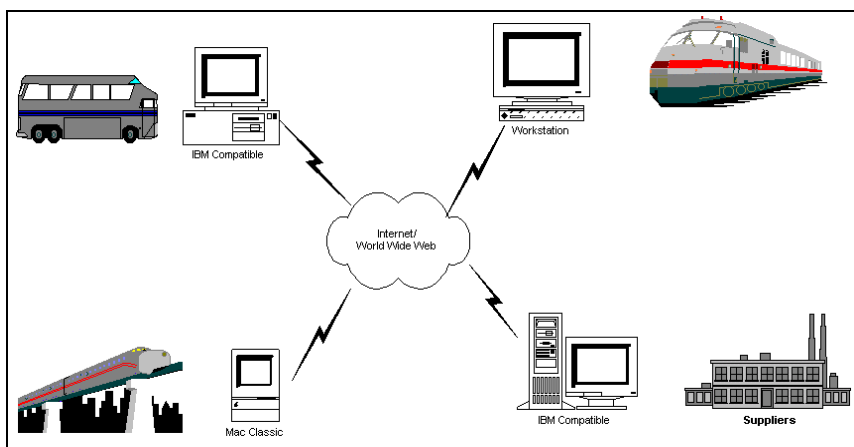 IBM Compatible
Workstation
Internet/
World Wide Web
Mac Classic
IBM Compatible
Suppliers